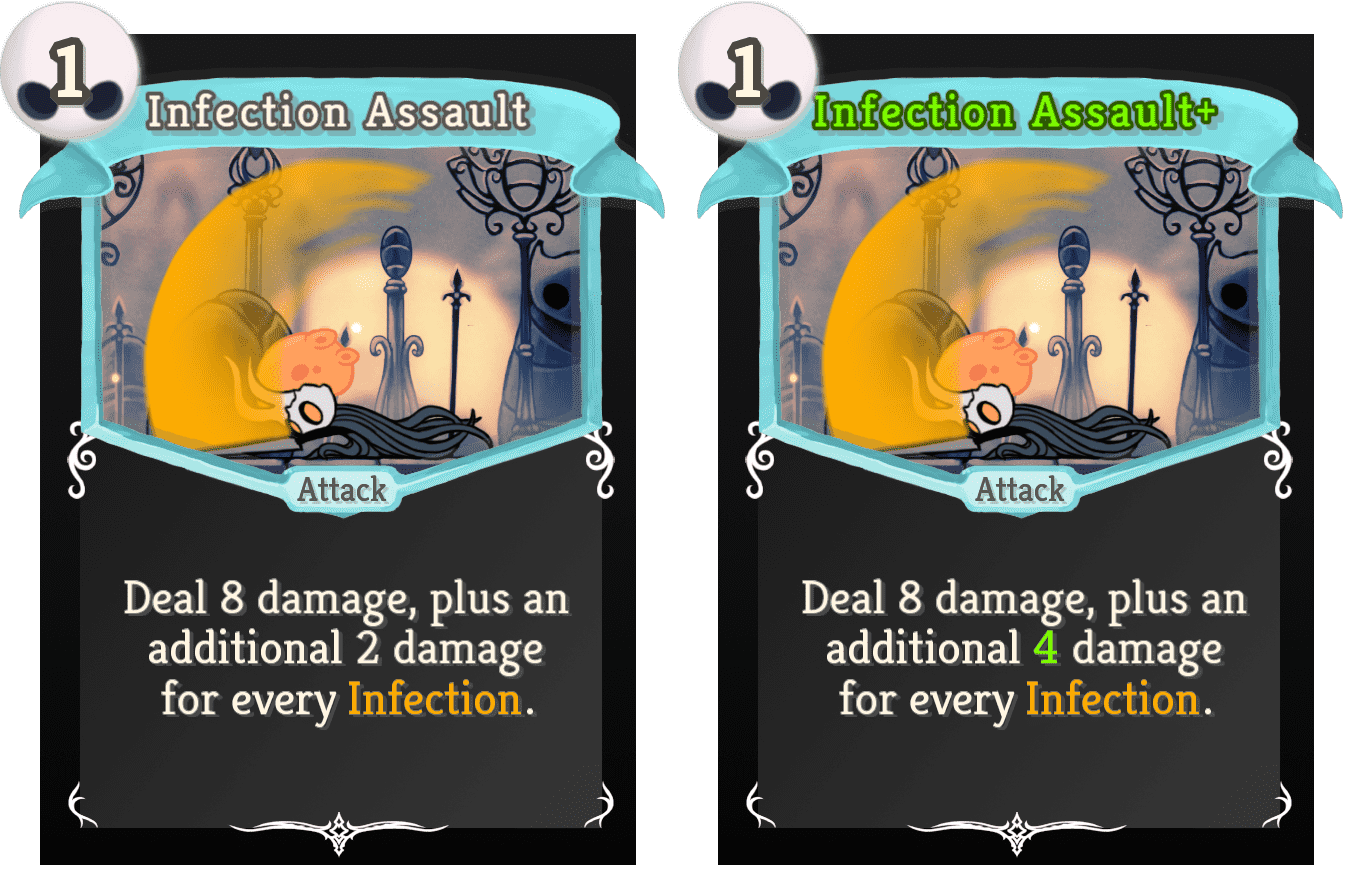 1
Infection Assault
Attack
Deal 8 damage, plus an
additional 2 damage
for every Infection.
1
Infection Assault+
Attack
Deal 8 damage, plus an
additional 4 damage
for every Infection.